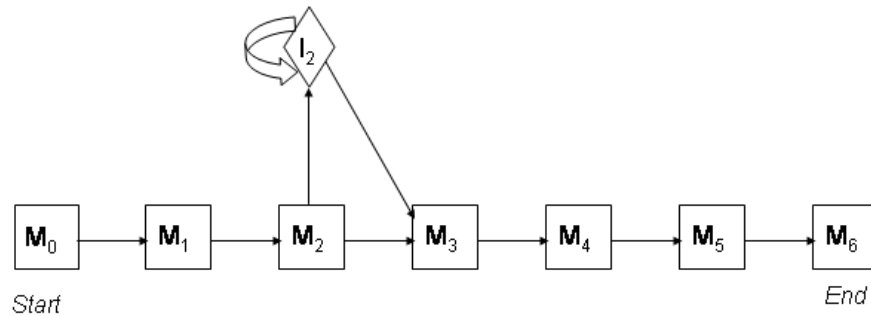 I₂
M₀ M₁ M₂ M₃ M₄ M₅ M₆
Start End